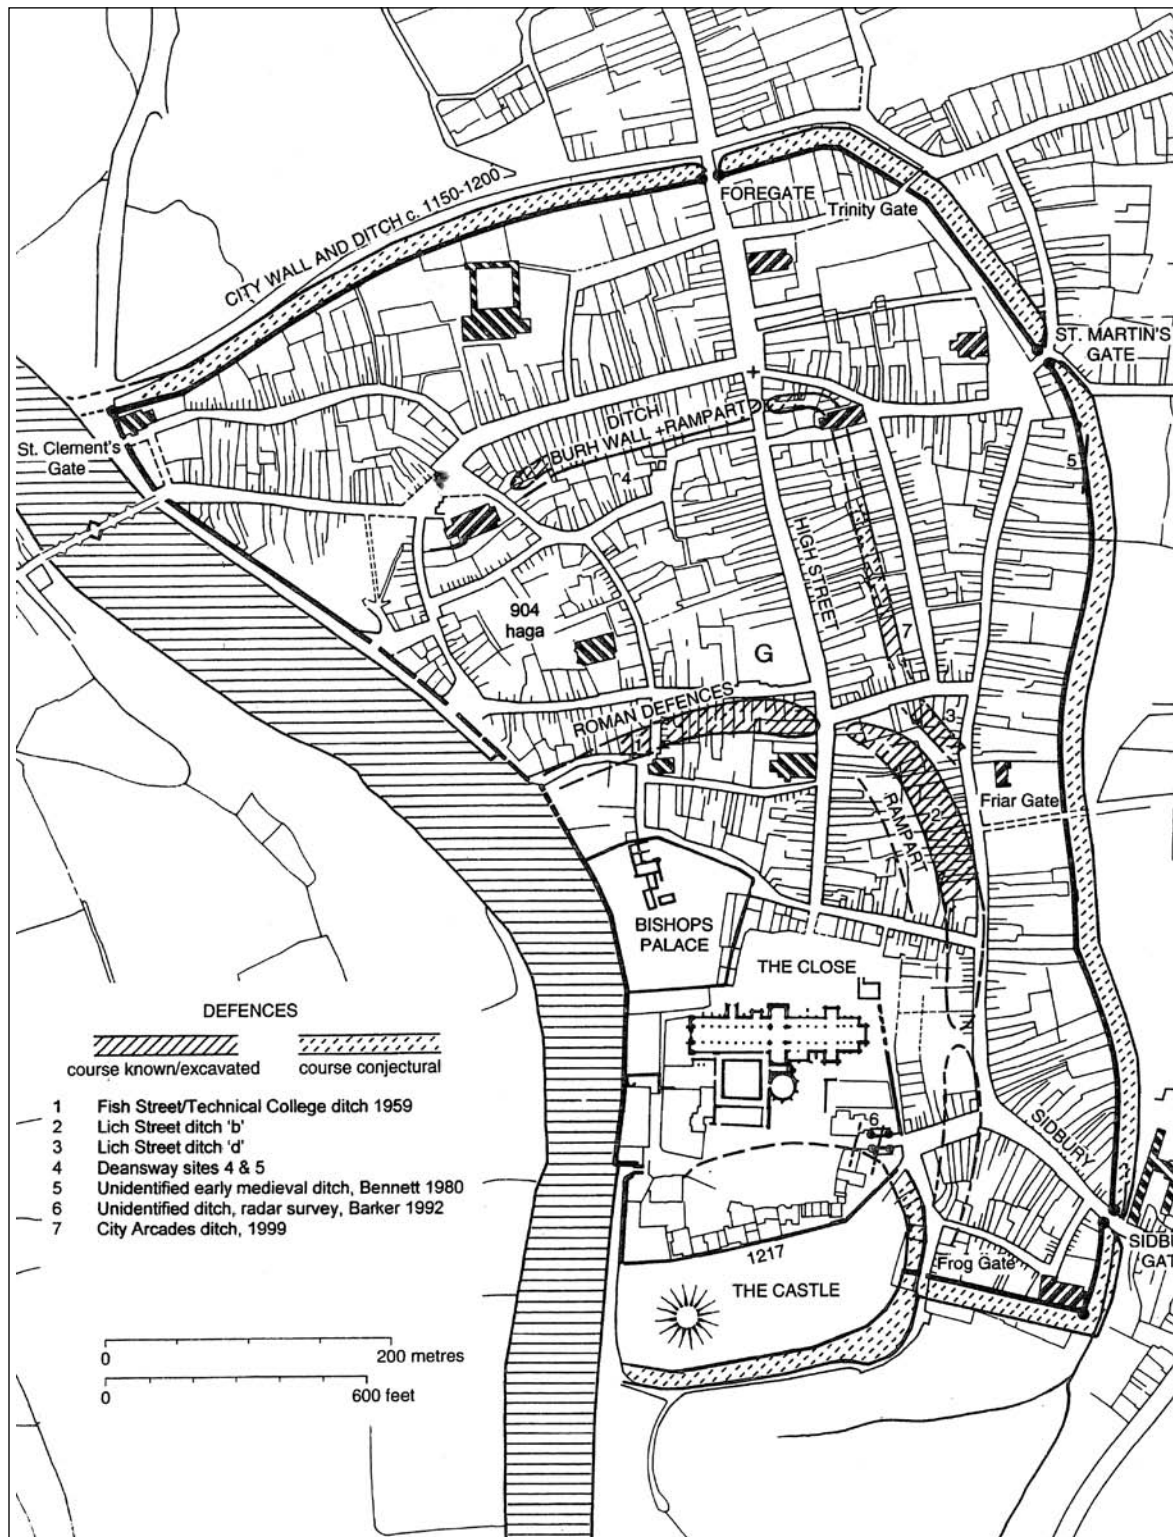 FOREGATE
Trinity Gate
CITY WALL AND DITCH c. 1150-1200
ST. MARTIN'S
GATE
St. Clement's
Gate
DITCH
BURH WALL + RAMPART
4
5
HIGH STREET
904
haga
7
G
ROMAN DEFENCES
1
3
Friar Gate
RAMPART
2
BISHOPS
PALACE
THE CLOSE
DEFENCES
course known/excavated
course conjectural
1 Fish Street/Technical College ditch 1959
2 Lich Street ditch 'b'
3 Lich Street ditch 'd'
4 Deansway sites 4 & 5
5 Unidentified early medieval ditch, Bennett 1980
6 Unidentified ditch, radar survey, Barker 1992
7 City Arcades ditch, 1999
6
SIDBURY
SIDBU
GAT
1217
Frog Gate
THE CASTLE
0 200 metres
0 600 feet